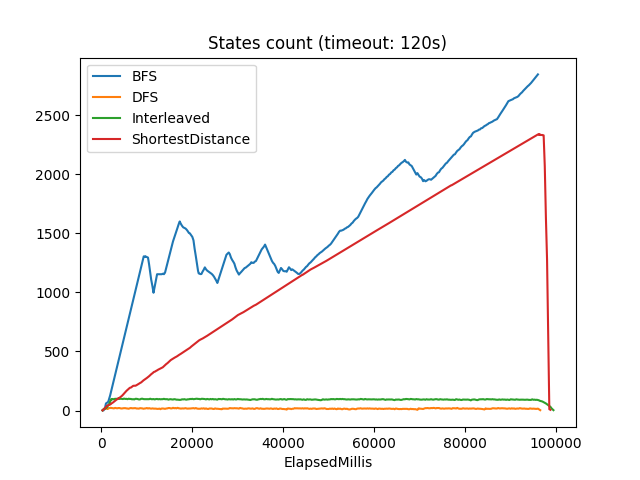 States count (timeout: 120s)
BFS
DFS
Interleaved
ShortestDistance
2500
2000
1500
1000
500
0
0 20000 40000 60000 80000 100000
ElapsedMillis